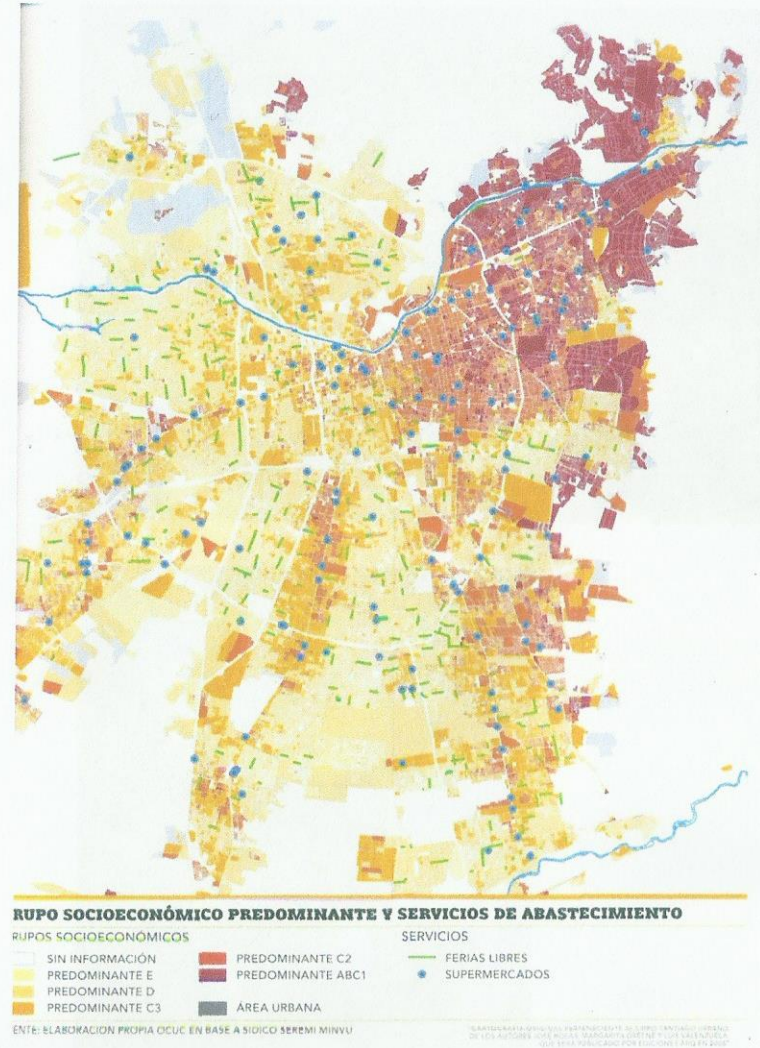 RUPO SOCIOECONÓMICO PREDOMINANTE Y SERVICIOS DE ABASTECIMIENTO
RUPOS SOCIOECONÓMICOS
SIN INFORMACIÓN
PREDOMINANTE E
PREDOMINANTE D
PREDOMINANTE C3
PREDOMINANTE C2
PREDOMINANTE ABC1
ÁREA URBANA
SERVICIOS
FERIAS LIBRES
SUPERMERCADOS
ENTE: ELABORACIÓN PROPIA OCUC EN BASE A SIDICO SEREMI MINVU